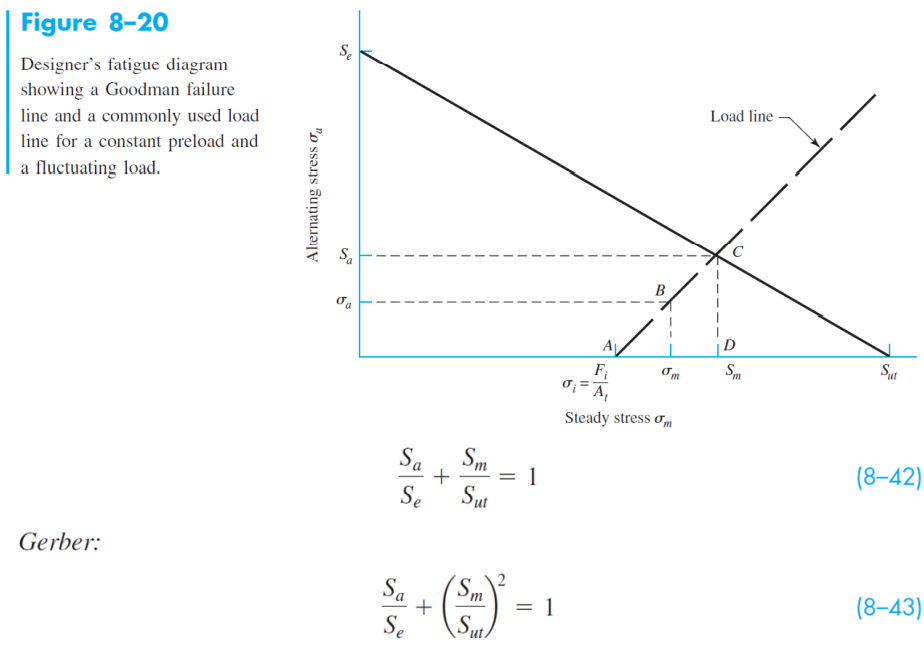 Figure 8–20
Designer's fatigue diagram
showing a Goodman failure
line and a commonly used load
line for a constant preload and
a fluctuating load.
Alternating stress σₐ
Sₑ
Load line
Sₐ
C
σₐ
B
A
D
σᵢ = Fᵢ/Aₜ
σₘ
Sₘ
Sᵤₜ
Steady stress σₘ
Sₐ/Sₑ + Sₘ/Sᵤₜ = 1 (8–42)
Gerber:
Sₐ/Sₑ + (Sₘ/Sᵤₜ)² = 1 (8–43)